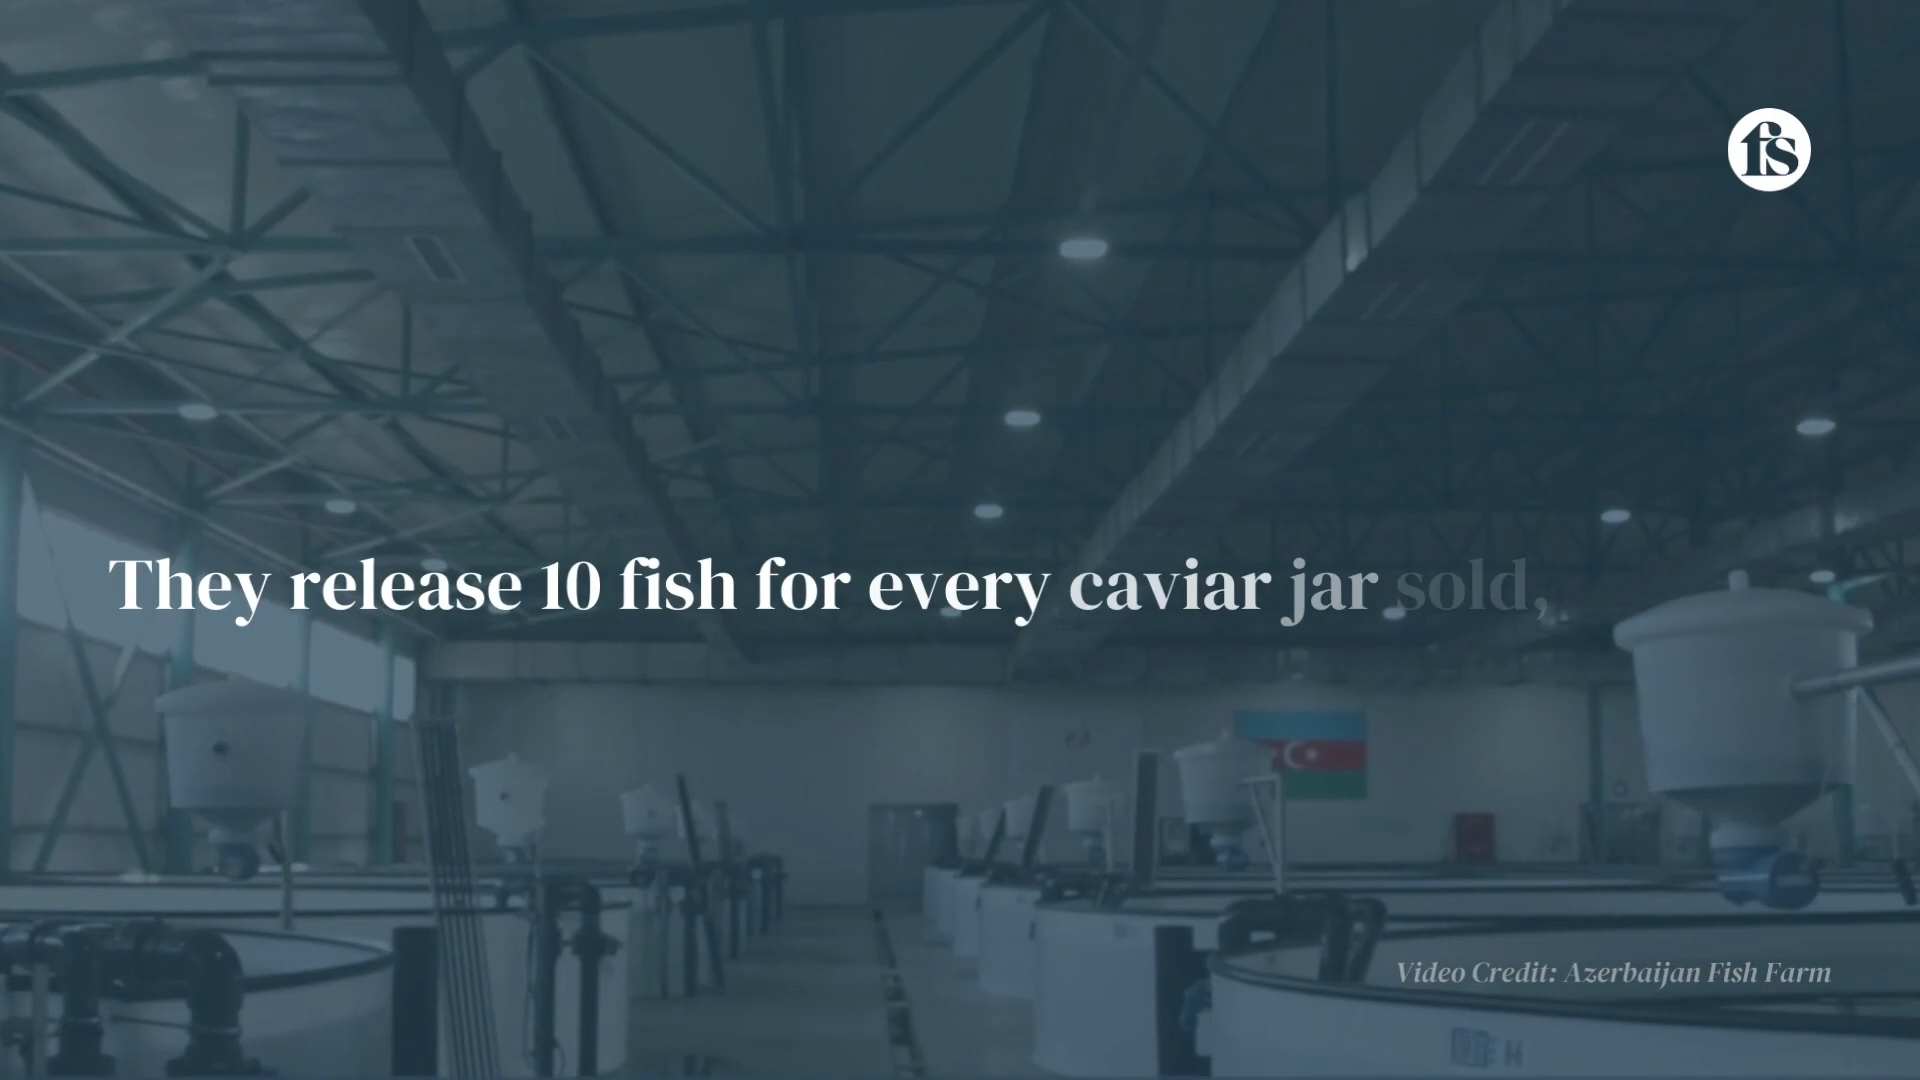 fs
They release 10 fish for every caviar jar sold,
Video Credit: Azerbaijan Fish Farm